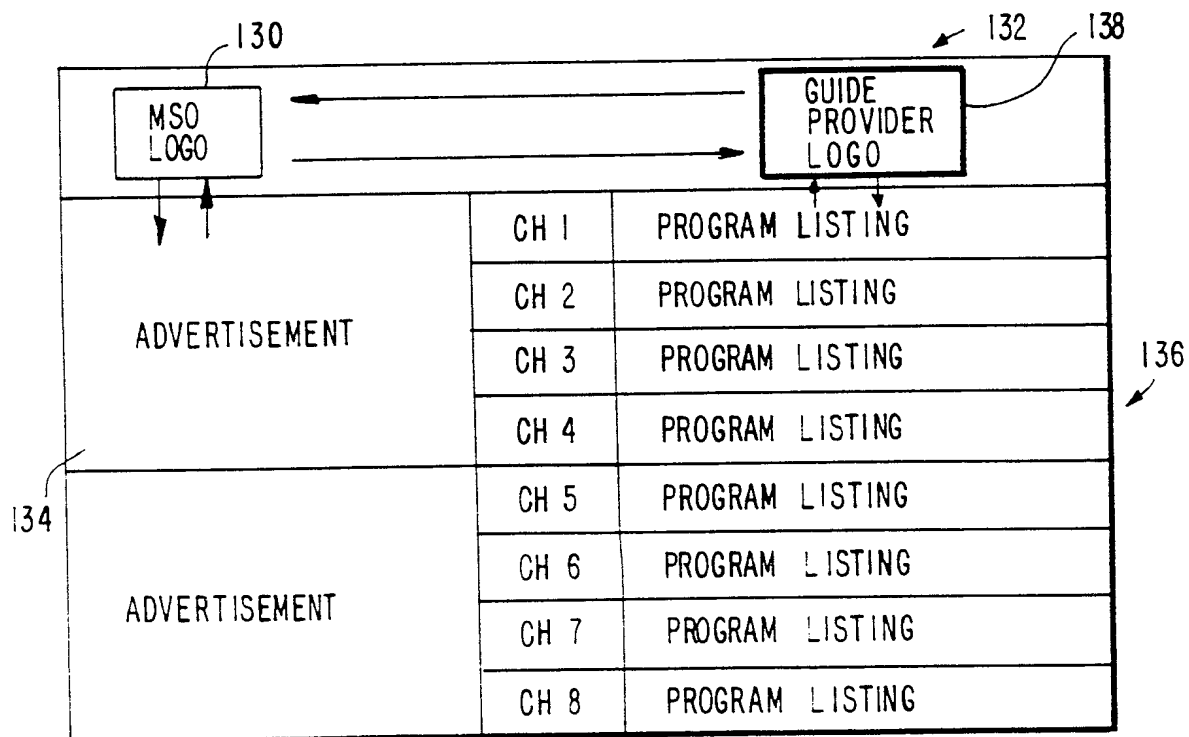 130
132
138
MSO
LOGO
GUIDE
PROVIDER
LOGO
CH 1 PROGRAM LISTING
CH 2 PROGRAM LISTING
ADVERTISEMENT
CH 3 PROGRAM LISTING
136
CH 4 PROGRAM LISTING
134
CH 5 PROGRAM LISTING
CH 6 PROGRAM LISTING
ADVERTISEMENT
CH 7 PROGRAM LISTING
CH 8 PROGRAM LISTING